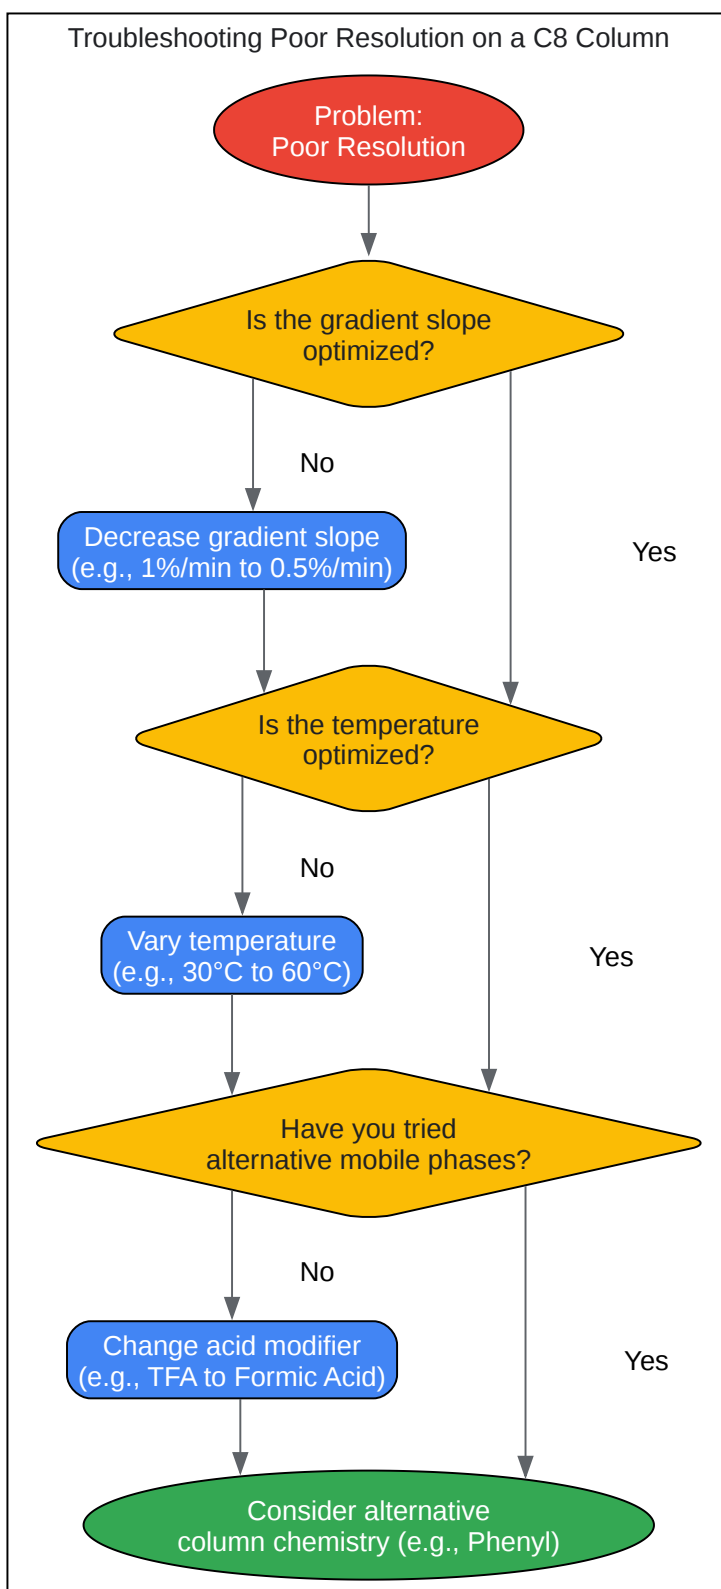 Troubleshooting Poor Resolution on a C8 Column
Problem:
Poor Resolution
Is the gradient slope
optimized?
No
Decrease gradient slope
(e.g., 1%/min to 0.5%/min)
Yes
Is the temperature
optimized?
No
Vary temperature
(e.g., 30°C to 60°C)
Yes
Have you tried
alternative mobile phases?
No
Change acid modifier
(e.g., TFA to Formic Acid)
Yes
Consider alternative
column chemistry (e.g., Phenyl)